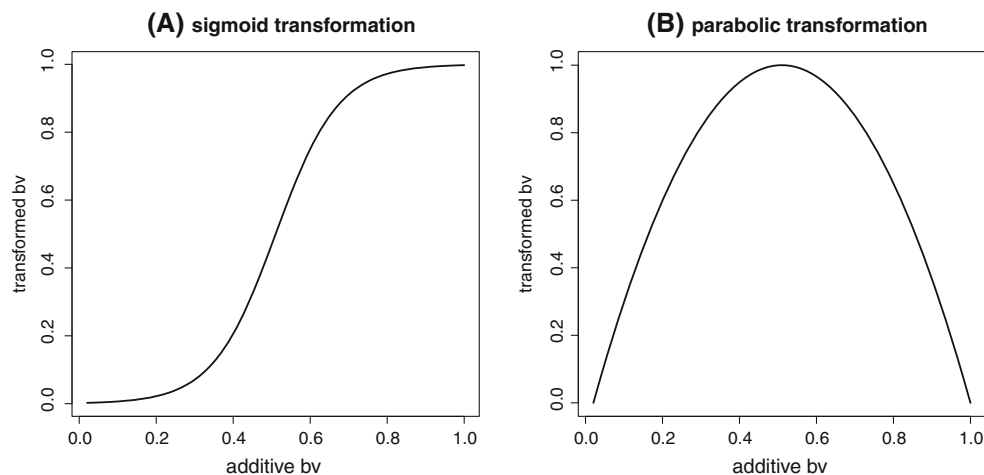 (A) sigmoid transformation
transformed bv
1.0
0.8
0.6
0.4
0.2
0.0
0.0 0.2 0.4 0.6 0.8 1.0
additive bv
(B) parabolic transformation
transformed bv
1.0
0.8
0.6
0.4
0.2
0.0
0.0 0.2 0.4 0.6 0.8 1.0
additive bv